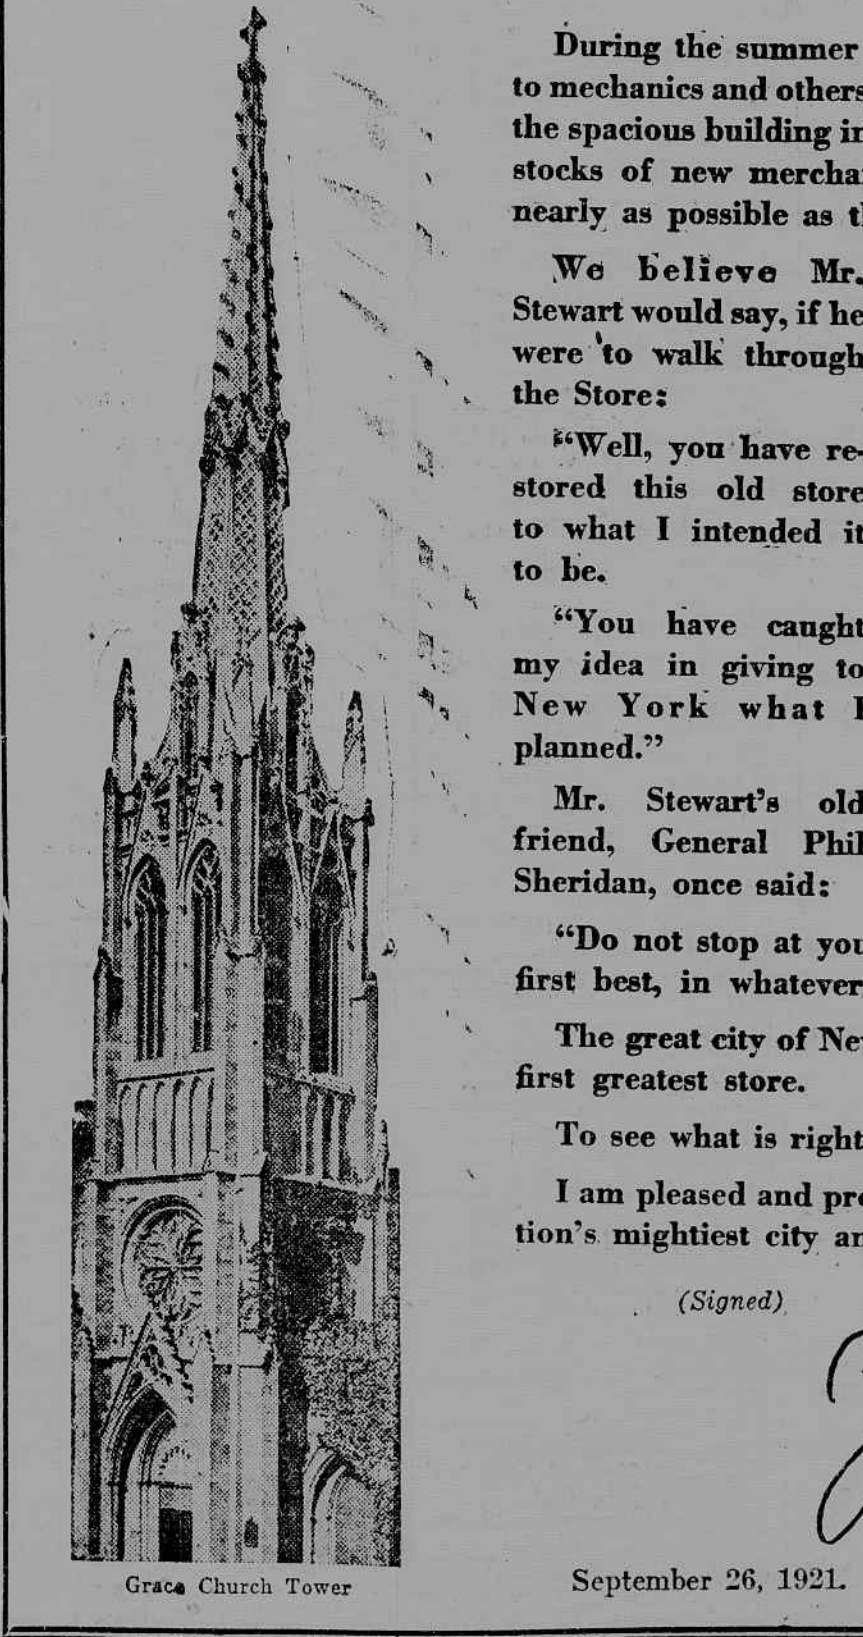 During the summer
to mechanics and others
the spacious building in
stocks of new mercha
nearly as possible as th
We believe Mr.
Stewart would say, if he
were to walk through
the Store:
"Well, you have re-
stored this old store
to what I intended it
to be.
"You have caught
my idea in giving to
New York what I
planned."
Mr. Stewart's old
friend, General Phil
Sheridan, once said:
"Do not stop at you
first best, in whatever
The great city of Ne
first greatest store.
To see what is right
I am pleased and pro
tion's mightiest city an
(Signed)
September 26, 1921.
Grace Church Tower